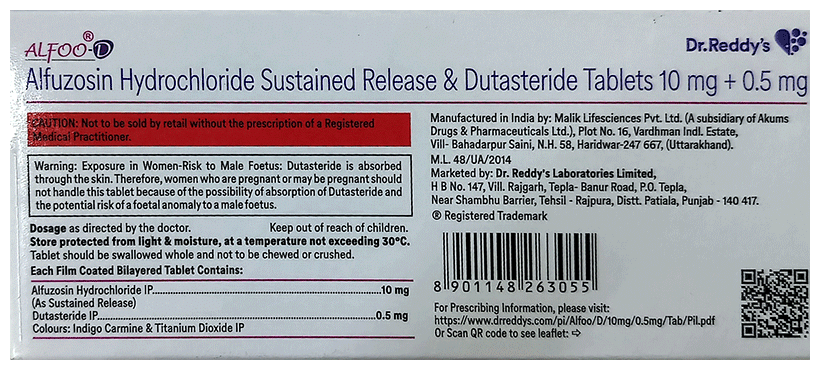 ALFOO®-D
Dr.Reddy's
Alfuzosin Hydrochloride Sustained Release & Dutasteride Tablets 10 mg + 0.5 mg
CAUTION: Not to be sold by retail without the prescription of a Registered
Medical Practitioner.
Warning: Exposure in Women-Risk to Male Foetus: Dutasteride is absorbed
through the skin. Therefore, women who are pregnant or may be pregnant should
not handle this tablet because of the possibility of absorption of Dutasteride and
the potential risk of a foetal anomaly to a male foetus.
Dosage as directed by the doctor. Keep out of reach of children.
Store protected from light & moisture, at a temperature not exceeding 30°C.
Tablet should be swallowed whole and not to be chewed or crushed.
Each Film Coated Bilayered Tablet Contains:
Alfuzosin Hydrochloride IP...10 mg
(As Sustained Release)
Dutasteride IP...0.5 mg
Colours: Indigo Carmine & Titanium Dioxide IP
Manufactured in India by: Malik Lifesciences Pvt. Ltd. (A subsidiary of Akums
Drugs & Pharmaceuticals Ltd.), Plot No. 16, Vardhman Indl. Estate,
Vill- Bahadarpur Saini, N.H. 58, Haridwar-247 667, (Uttarakhand).
M.L. 48/UA/2014
Marketed by: Dr. Reddy's Laboratories Limited,
H B No. 147, Vill. Rajgarh, Tepla- Banur Road, P.O. Tepla,
Near Shambhu Barrier, Tehsil - Rajpura, Distt. Patiala, Punjab - 140 417.
® Registered Trademark
8 901148 263055
For Prescribing Information, please visit:
https://www.drreddys.com/pi/Alfoo/D/10mg/0.5mg/Tab/Pil.pdf
Or Scan QR code to see leaflet: ⇨